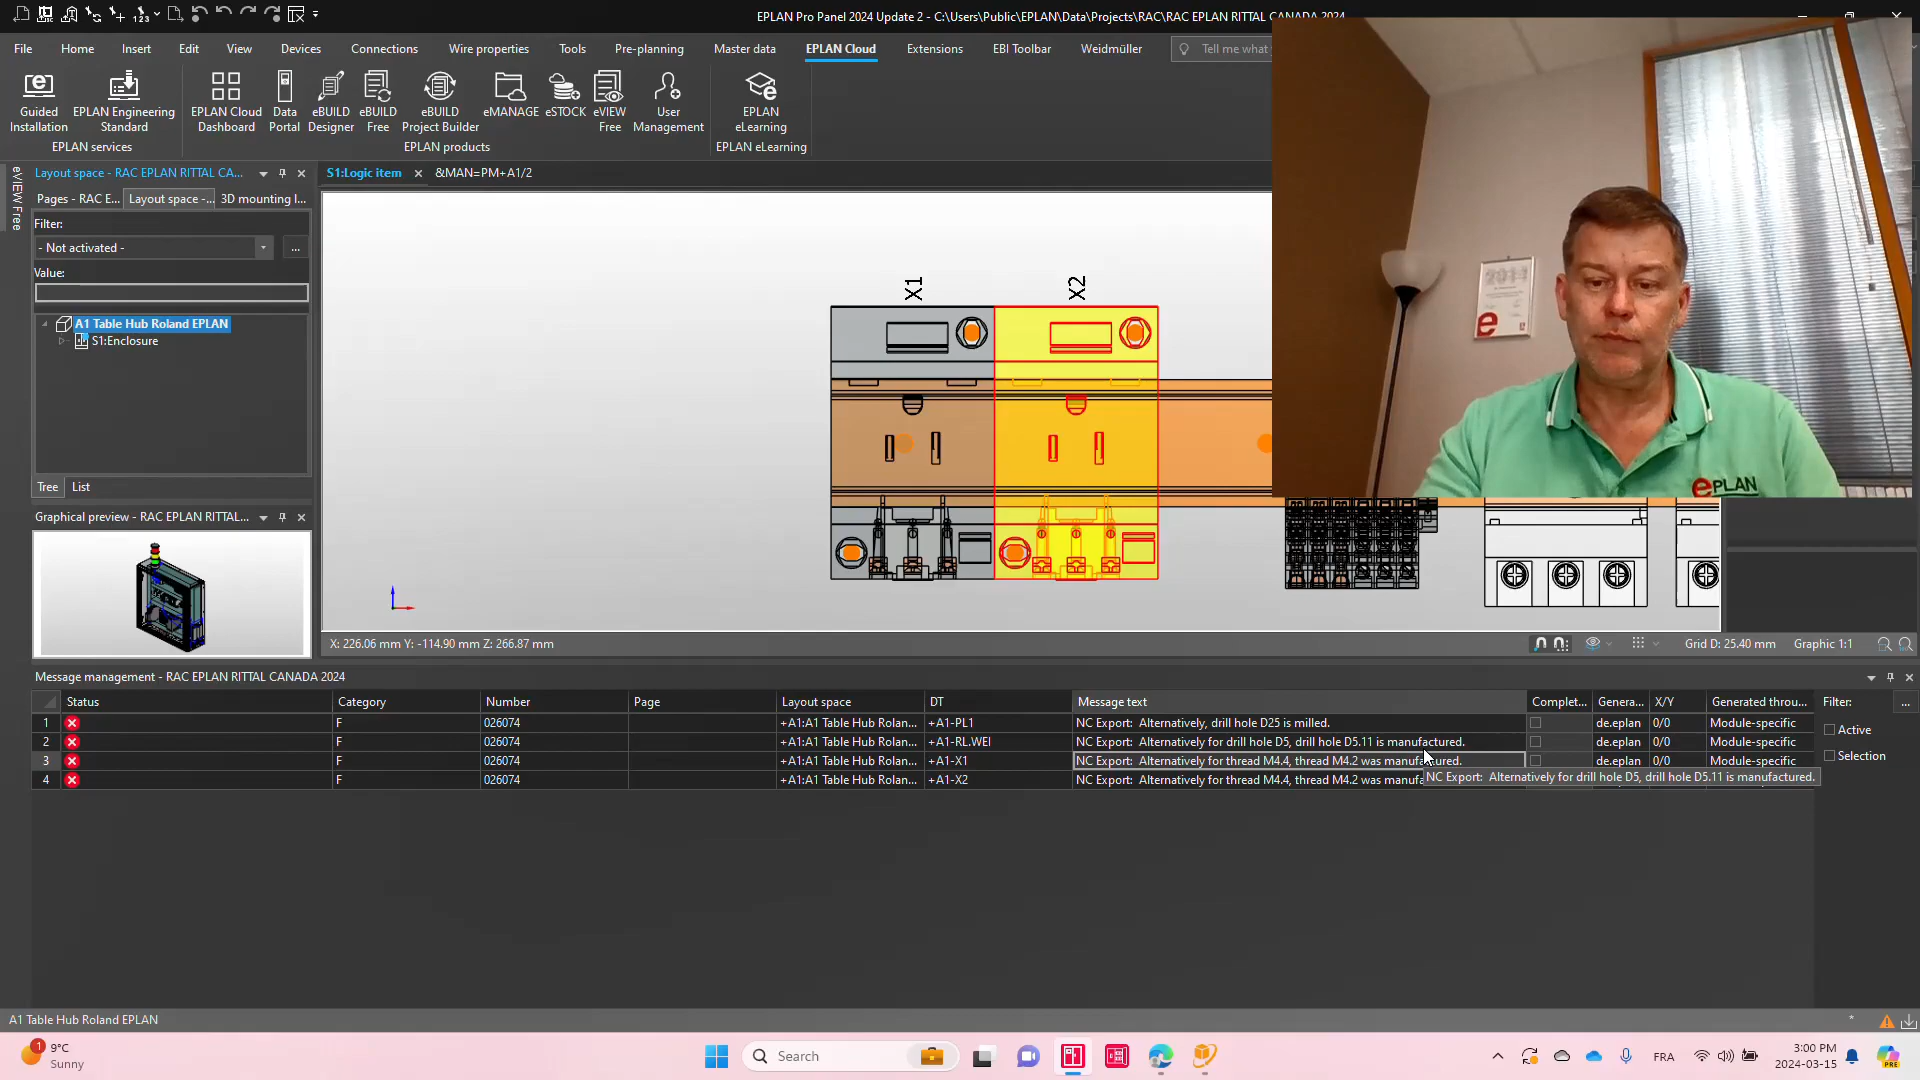 EPLAN Pro Panel 2024 Update 2 - C:\Users\Public\EPLAN\Data\Projects\RAC\RAC EPLAN RITTAL CANADA 2024
File Home Insert Edit View Devices Connections Wire properties Tools Pre-planning Master data EPLAN Cloud Extensions EBI Toolbar Weidmüller Tell me what
Guided Installation
EPLAN Engineering Standard
EPLAN Cloud Dashboard
Data Portal
eBUILD Designer
eBUILD Free
eBUILD Project Builder
eMANAGE
eSTOCK
eVIEW Free
User Management
EPLAN eLearning
EPLAN services
EPLAN products
EPLAN eLearning
eVIEW Free
Layout space - RAC EPLAN RITTAL CA...
S1:Logic item
&MAN=PM+A1/2
Pages - RAC E... Layout space -... 3D mounting l...
Filter:
- Not activated -
...
Value:
A1 Table Hub Roland EPLAN
S1:Enclosure
Tree List
X1
X2
2011
e
ePLAN
Graphical preview - RAC EPLAN RITTAL...
X: 226.06 mm Y: -114.90 mm Z: 266.87 mm
Grid D: 25.40 mm
Graphic 1:1
Message management - RAC EPLAN RITTAL CANADA 2024
Status Category Number Page Layout space DT Message text Complet... Genera... X/Y Generated throu... Filter: ...
1 F 026074 +A1:A1 Table Hub Rolan... +A1-PL1 NC Export: Alternatively, drill hole D25 is milled. de.eplan 0/0 Module-specific
Active
2 F 026074 +A1:A1 Table Hub Rolan... +A1-RL.WEI NC Export: Alternatively for drill hole D5, drill hole D5.11 is manufactured. de.eplan 0/0 Module-specific
3 F 026074 +A1:A1 Table Hub Rolan... +A1-X1 NC Export: Alternatively for thread M4.4, thread M4.2 was manufactured. de.eplan 0/0 Module-specific
Selection
4 F 026074 +A1:A1 Table Hub Rolan... +A1-X2 NC Export: Alternatively for thread M4.4, thread M4.2 was manufa
NC Export: Alternatively for drill hole D5, drill hole D5.11 is manufactured.
A1 Table Hub Roland EPLAN
1
9°C
Sunny
Search
FRA
3:00 PM
2024-03-15
PRE